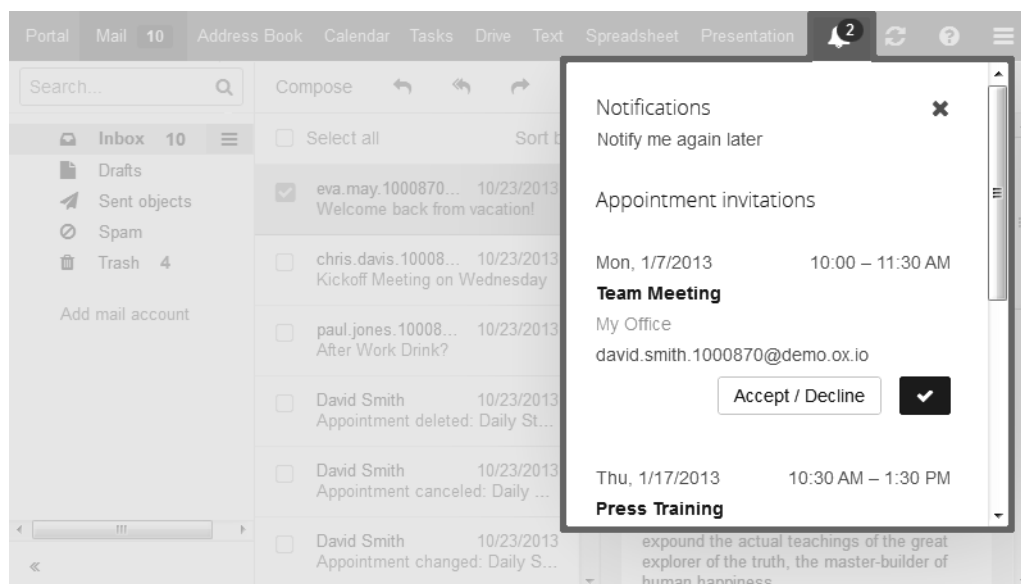 Portal Mail 10 Address Book Calendar Tasks Drive Text Spreadsheet Presentation 2
Search...
Inbox 10
Drafts
Sent objects
Spam
Trash 4
Add mail account
Compose
Select all Sort
eva.may.1000870... 10/23/2013
Welcome back from vacation!
chris.davis.10008... 10/23/2013
Kickoff Meeting on Wednesday
paul.jones.10008... 10/23/2013
After Work Drink?
David Smith 10/23/2013
Appointment deleted: Daily St...
David Smith 10/23/2013
Appointment canceled: Daily ...
David Smith 10/23/2013
Appointment changed: Daily S...
Notifications
Notify me again later
Appointment invitations
Mon, 1/7/2013 10:00 – 11:30 AM
Team Meeting
My Office
david.smith.1000870@demo.ox.io
Accept / Decline
Thu, 1/17/2013 10:30 AM – 1:30 PM
Press Training
expound the actual teachings of the great
explorer of the truth, the master-builder of
human happiness